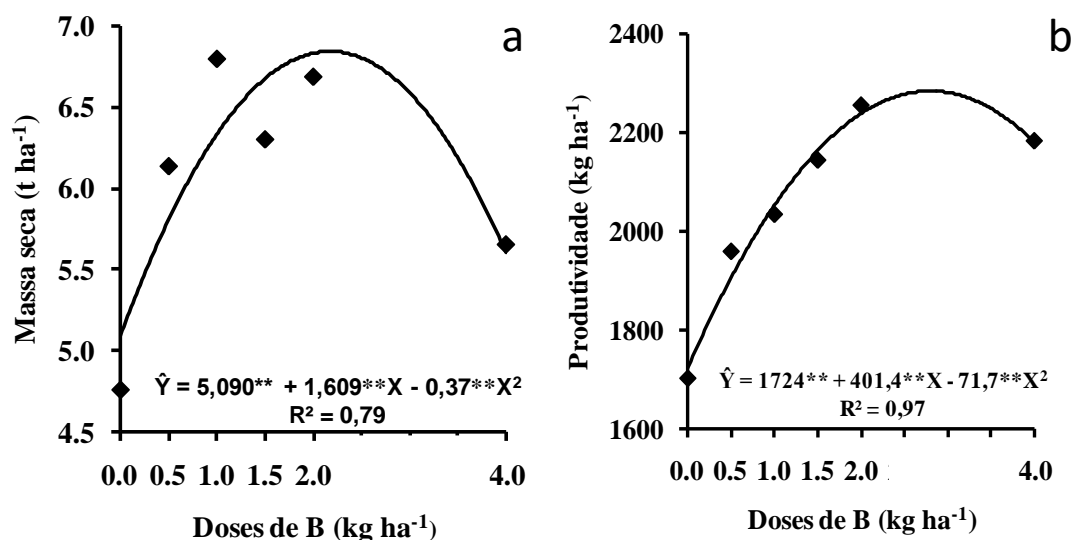 a
Massa seca (t ha⁻¹)
7.0
6.5
6.0
5.5
5.0
4.5
Ŷ = 5,090** + 1,609**X - 0,37**X²
R² = 0,79
0.0 0.5 1.0 1.5 2.0 4.0
Doses de B (kg ha⁻¹)
b
Produtividade (kg ha⁻¹)
2400
2200
2000
1800
1600
Ŷ = 1724** + 401,4**X - 71,7**X²
R² = 0,97
0.0 0.5 1.0 1.5 2.0 4.0
Doses de B (kg ha⁻¹)